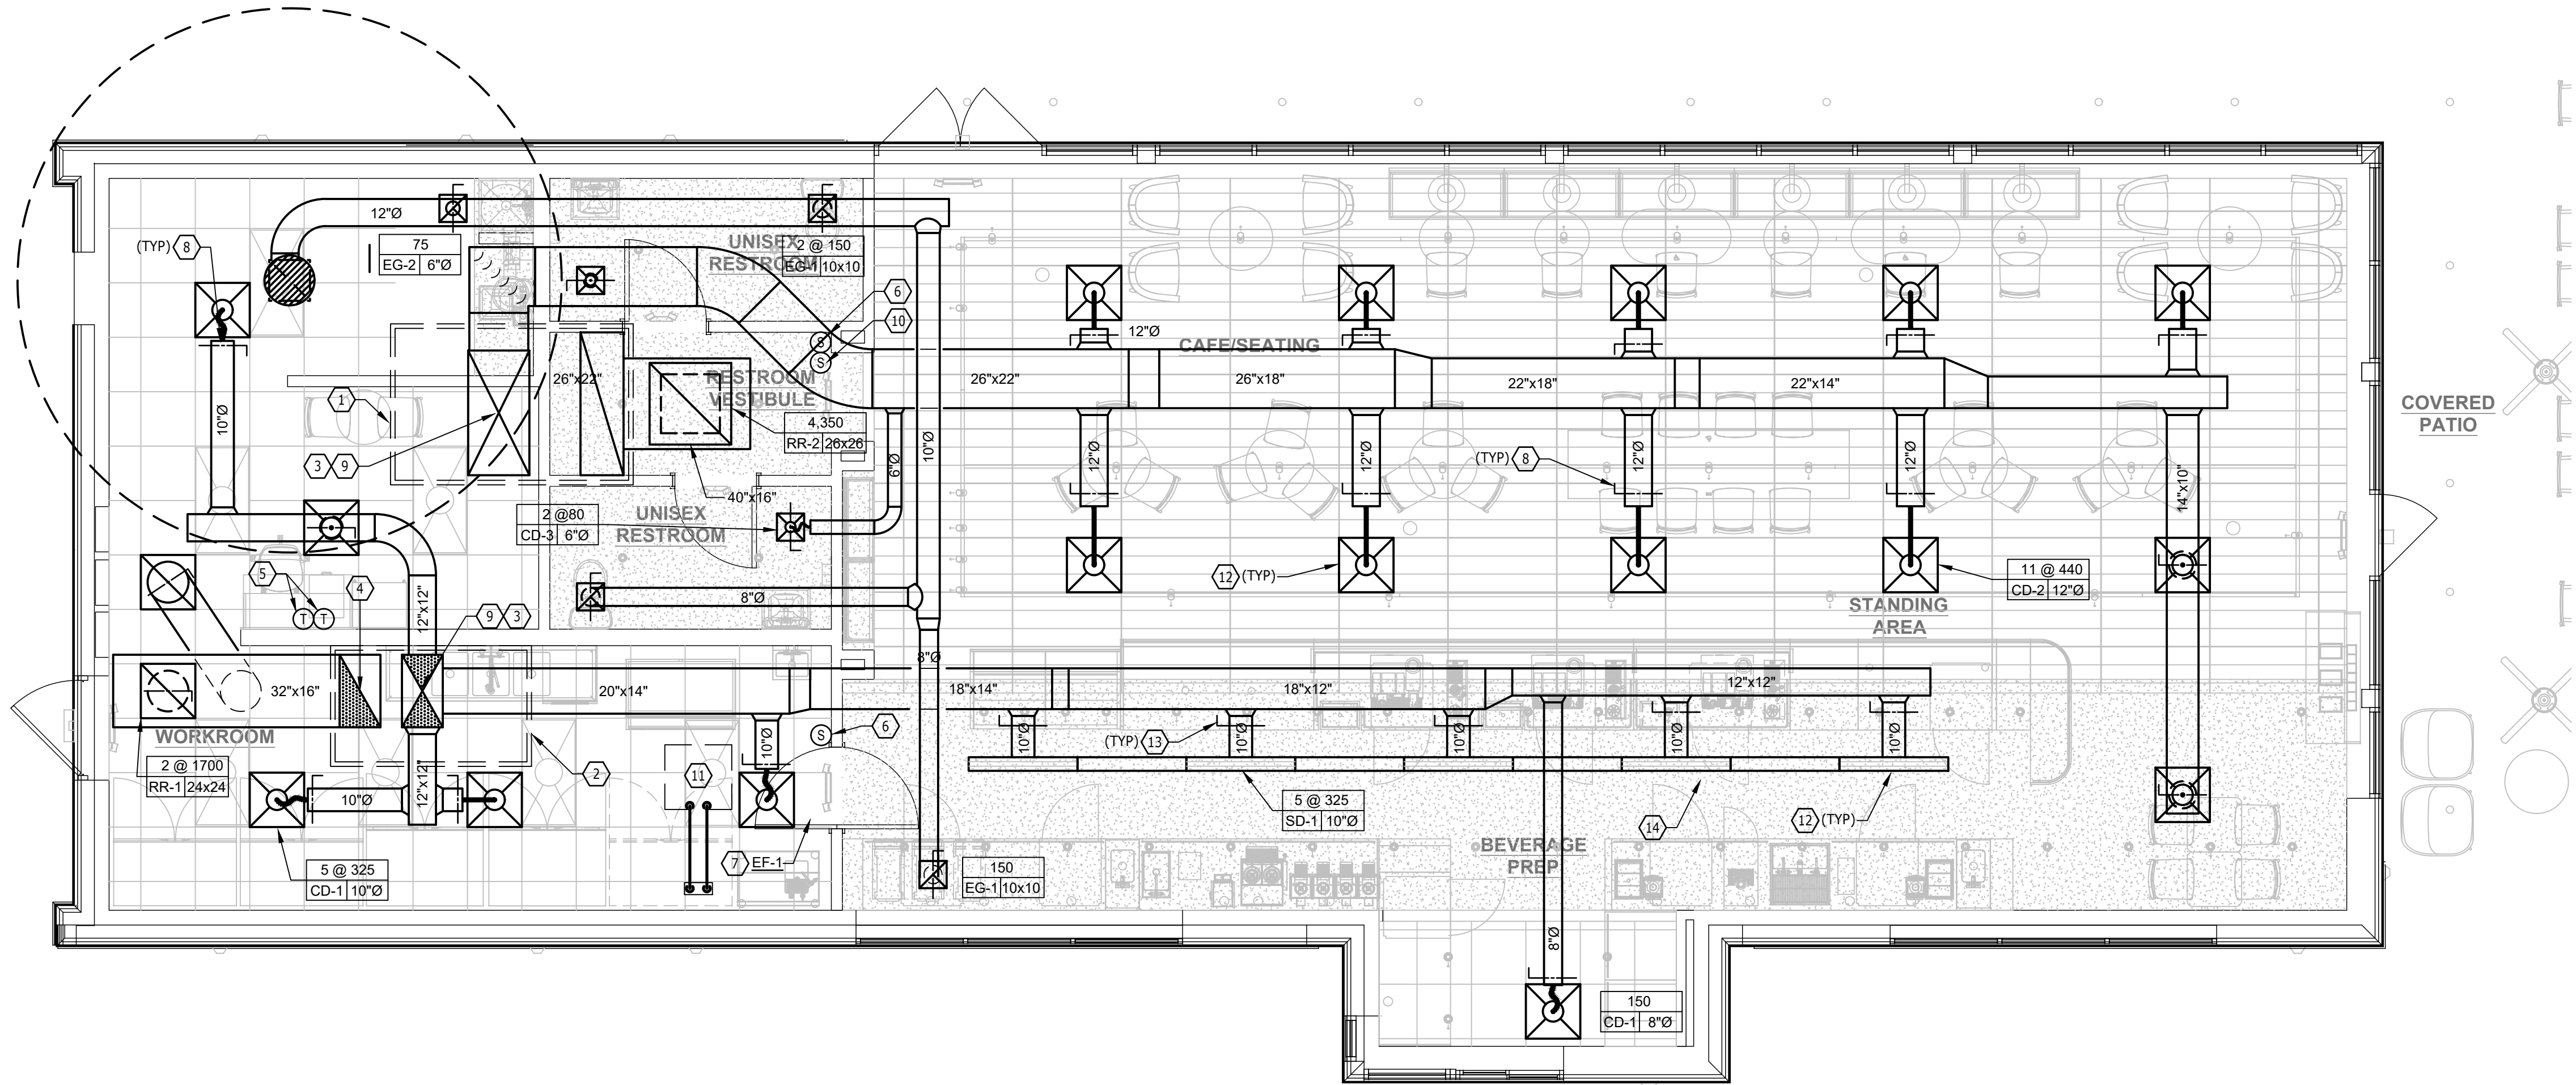 12"Ø
(TYP) 8
75
EG-2 6"Ø
UNISEX
RESTROOM
2 @ 150
EG-1 10x10
6
10
S
S
12"Ø
CAFE/SEATING
26"x22"
26"x18"
22"x18"
22"x14"
26"x22"
RESTROOM
VESTIBULE
1
10"Ø
4,350
RR-2 26x26
COVERED
PATIO
3 9
10"Ø
6"Ø
12"Ø
12"Ø
12"Ø
12"Ø
(TYP) 8
14"x10"
40"x16"
2 @80
CD-3 6"Ø
UNISEX
RESTROOM
5
4
T T
12"x12"
9 3
8"Ø
12 (TYP)
11 @ 440
CD-2 12"Ø
STANDING
AREA
8"Ø
32"x16"
20"x14"
18"x14"
18"x12"
12"x12"
WORKROOM
S
6
10"Ø
10"Ø
(TYP) 13
10"Ø
10"Ø
10"Ø
10"Ø
2 @ 1700
RR-1 24x24
12"x12"
2
11
10"Ø
5 @ 325
SD-1 10"Ø
14
12 (TYP)
7 EF-1
5 @ 325
CD-1 10"Ø
150
EG-1 10x10
BEVERAGE
PREP
8"Ø
150
CD-1 8"Ø